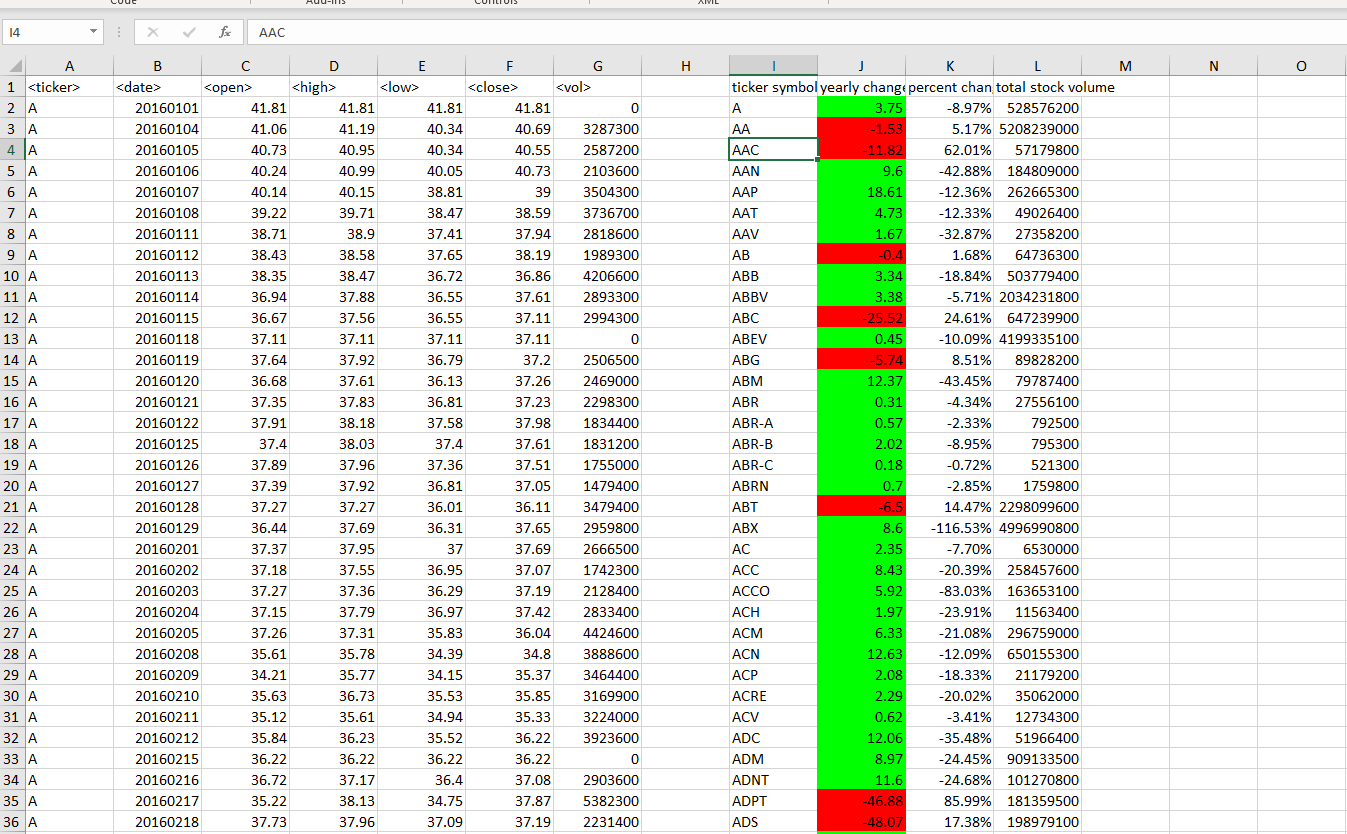 Code Add-ins Controls XML
I4 fx AAC
A B C D E F G H I J K L M N O
1 <ticker> <date> <open> <high> <low> <close> <vol> ticker symbol yearly change percent chan total stock volume
2 A 20160101 41.81 41.81 41.81 41.81 0 A 3.75 -8.97% 528576200
3 A 20160104 41.06 41.19 40.34 40.69 3287300 AA -1.53 5.17% 5208239000
4 A 20160105 40.73 40.95 40.34 40.55 2587200 AAC -11.82 62.01% 57179800
5 A 20160106 40.24 40.99 40.05 40.73 2103600 AAN 9.6 -42.88% 184809000
6 A 20160107 40.14 40.15 38.81 39 3504300 AAP 18.61 -12.36% 262665300
7 A 20160108 39.22 39.71 38.47 38.59 3736700 AAT 4.73 -12.33% 49026400
8 A 20160111 38.71 38.9 37.41 37.94 2818600 AAV 1.67 -32.87% 27358200
9 A 20160112 38.43 38.58 37.65 38.19 1989300 AB -0.4 1.68% 64736300
10 A 20160113 38.35 38.47 36.72 36.86 4206600 ABB 3.34 -18.84% 503779400
11 A 20160114 36.94 37.88 36.55 37.61 2893300 ABBV 3.38 -5.71% 2034231800
12 A 20160115 36.67 37.56 36.55 37.11 2994300 ABC -25.52 24.61% 647239900
13 A 20160118 37.11 37.11 37.11 37.11 0 ABEV 0.45 -10.09% 4199335100
14 A 20160119 37.64 37.92 36.79 37.2 2506500 ABG -5.74 8.51% 89828200
15 A 20160120 36.68 37.61 36.13 37.26 2469000 ABM 12.37 -43.45% 79787400
16 A 20160121 37.35 37.83 36.81 37.23 2298300 ABR 0.31 -4.34% 27556100
17 A 20160122 37.91 38.18 37.58 37.98 1834400 ABR-A 0.57 -2.33% 792500
18 A 20160125 37.4 38.03 37.4 37.61 1831200 ABR-B 2.02 -8.95% 795300
19 A 20160126 37.89 37.96 37.36 37.51 1755000 ABR-C 0.18 -0.72% 521300
20 A 20160127 37.39 37.92 36.81 37.05 1479400 ABRN 0.7 -2.85% 1759800
21 A 20160128 37.27 37.27 36.01 36.11 3479400 ABT -6.5 14.47% 2298099600
22 A 20160129 36.44 37.69 36.31 37.65 2959800 ABX 8.6 -116.53% 4996990800
23 A 20160201 37.37 37.95 37 37.69 2666500 AC 2.35 -7.70% 6530000
24 A 20160202 37.18 37.55 36.95 37.07 1742300 ACC 8.43 -20.39% 258457600
25 A 20160203 37.27 37.36 36.29 37.19 2128400 ACCO 5.92 -83.03% 163653100
26 A 20160204 37.15 37.79 36.97 37.42 2833400 ACH 1.97 -23.91% 11563400
27 A 20160205 37.26 37.31 35.83 36.04 4424600 ACM 6.33 -21.08% 296759000
28 A 20160208 35.61 35.78 34.39 34.8 3888600 ACN 12.63 -12.09% 650155300
29 A 20160209 34.21 35.77 34.15 35.37 3464400 ACP 2.08 -18.33% 21179200
30 A 20160210 35.63 36.73 35.53 35.85 3169900 ACRE 2.29 -20.02% 35062000
31 A 20160211 35.12 35.61 34.94 35.33 3224000 ACV 0.62 -3.41% 12734300
32 A 20160212 35.84 36.23 35.52 36.22 3923600 ADC 12.06 -35.48% 51966400
33 A 20160215 36.22 36.22 36.22 36.22 0 ADM 8.97 -24.45% 909133500
34 A 20160216 36.72 37.17 36.4 37.08 2903600 ADNT 11.6 -24.68% 101270800
35 A 20160217 35.22 38.13 34.75 37.87 5382300 ADPT -46.88 85.99% 181359500
36 A 20160218 37.73 37.96 37.09 37.19 2231400 ADS -48.07 17.38% 198979100